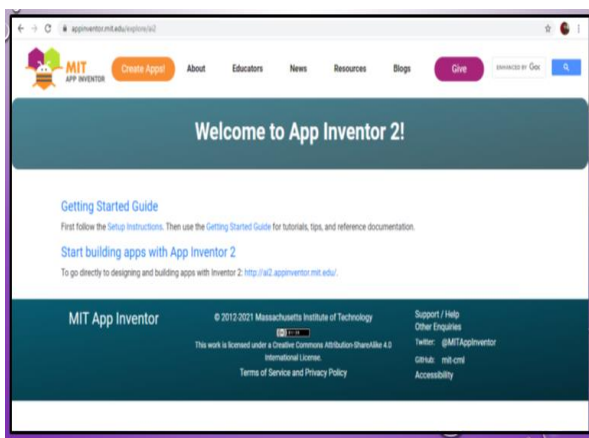 appinventor.mit.edu/explore/ai2
MIT
APP INVENTOR
Create Apps!
About
Educators
News
Resources
Blogs
Give
ENHANCED BY Goo
Welcome to App Inventor 2!
Getting Started Guide
First follow the Setup Instructions. Then use the Getting Started Guide for tutorials, tips, and reference documentation.
Start building apps with App Inventor 2
To go directly to designing and building apps with Inventor 2: http://ai2.appinventor.mit.edu/.
MIT App Inventor
© 2012-2021 Massachusetts Institute of Technology
This work is licensed under a Creative Commons Attribution-ShareAlike 4.0
International License.
Terms of Service and Privacy Policy
Support / Help
Other Enquiries
Twitter: @MITAppInventor
GitHub: mit-cml
Accessibility